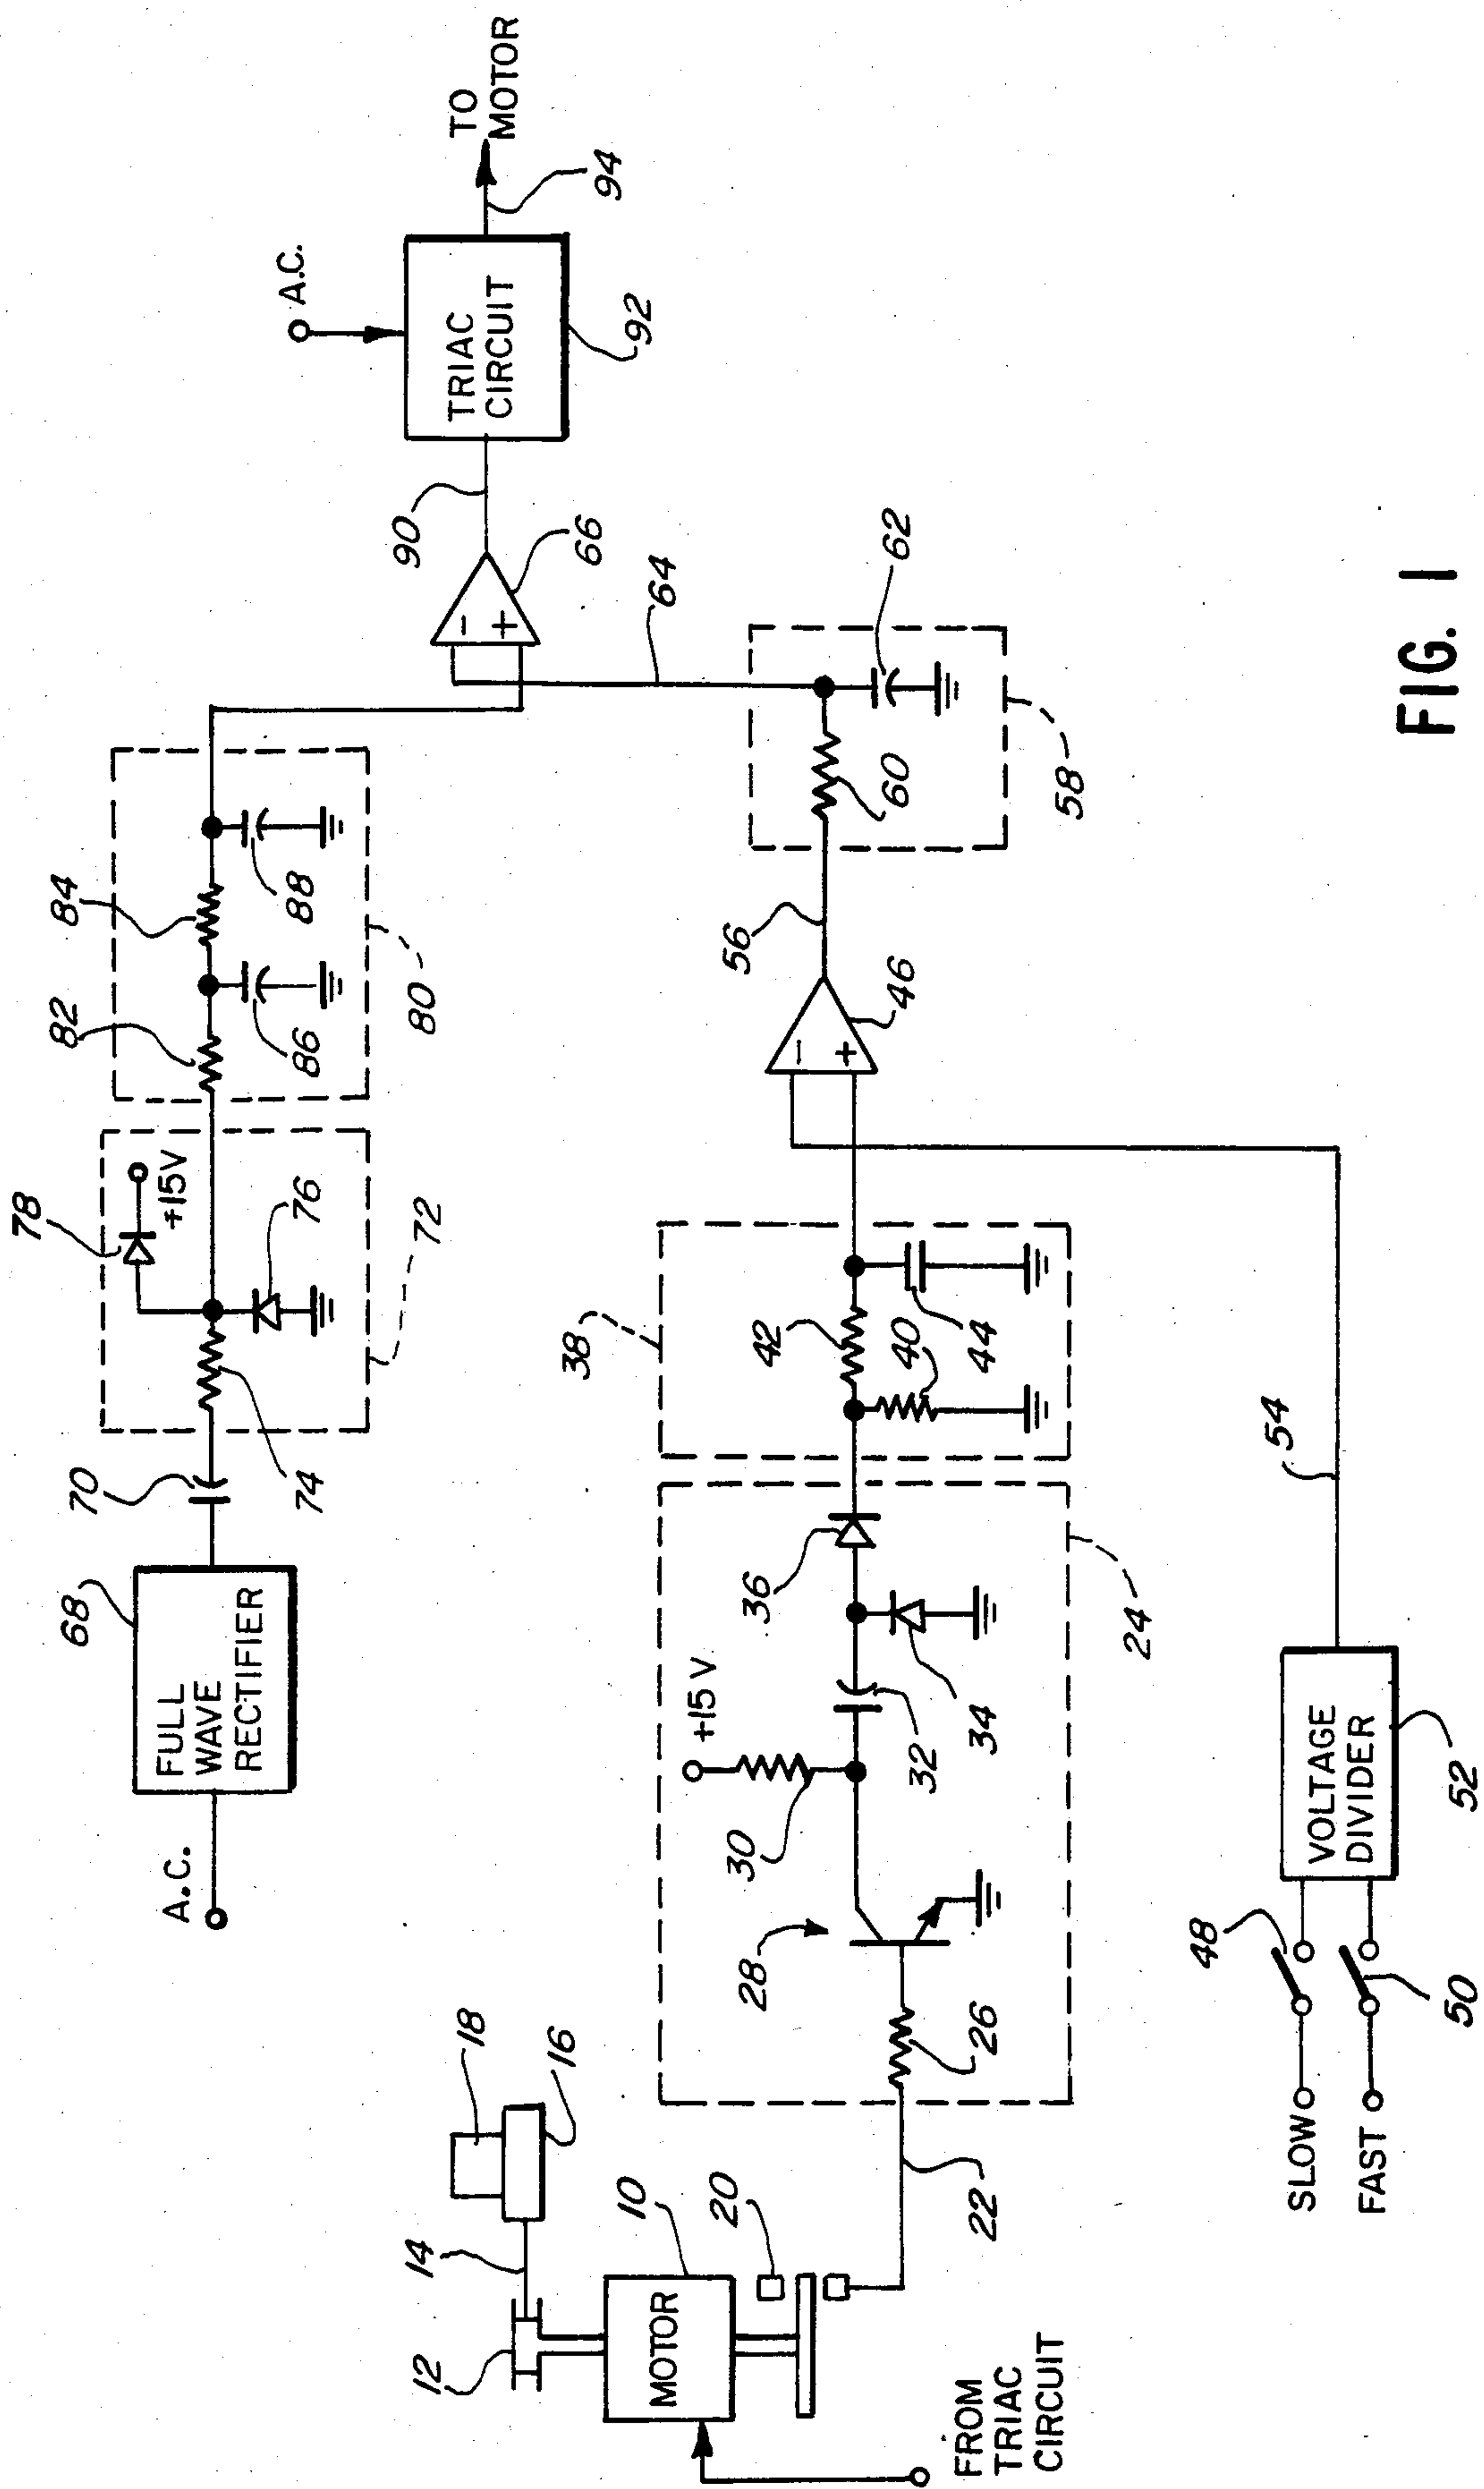 A.C.
FULL
WAVE
RECTIFIER
68
70
74
72
78
+15V
76
82
84
86
88
80
A.C.
TRIAC
CIRCUIT
92
90
66
94
TO
MOTOR
64
12
14
18
16
MOTOR
10
20
22
FROM
TRIAC
CIRCUIT
26
28
30
+15V
32
34
36
24
38
42
40
44
46
56
60
62
58
SLOW
FAST
48
50
VOLTAGE
DIVIDER
52
54
- +
- +
FIG. 1